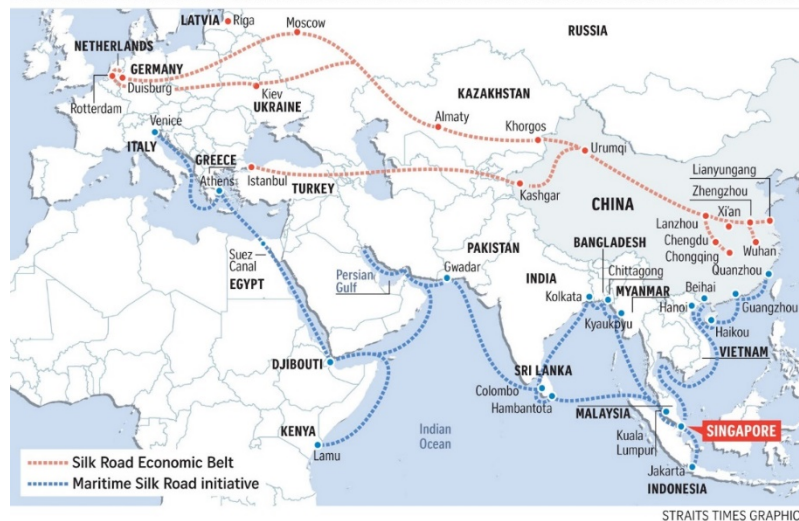 LATVIA
Riga
Moscow
RUSSIA
NETHERLANDS
GERMANY
Duisburg
Rotterdam
Kiev
UKRAINE
KAZAKHSTAN
Almaty
Khorgos
Urumqi
Venice
ITALY
GREECE
Athens
Istanbul
TURKEY
Kashgar
CHINA
Lianyungang
Zhengzhou
Xi'an
Lanzhou
Chengdu
Chongqing
Wuhan
Quanzhou
Suez
Canal
EGYPT
Persian
Gulf
PAKISTAN
Gwadar
INDIA
BANGLADESH
Chittagong
Kolkata
MYANMAR
Kyaukpyu
Beihai
Hanoi
Guangzhou
Haikou
VIETNAM
DJIBOUTI
SRI LANKA
Colombo
Hambantota
MALAYSIA
Kuala
Lumpur
SINGAPORE
Jakarta
INDONESIA
KENYA
Lamu
Indian
Ocean
Silk Road Economic Belt
Maritime Silk Road initiative
STRAITS TIMES GRAPHIC